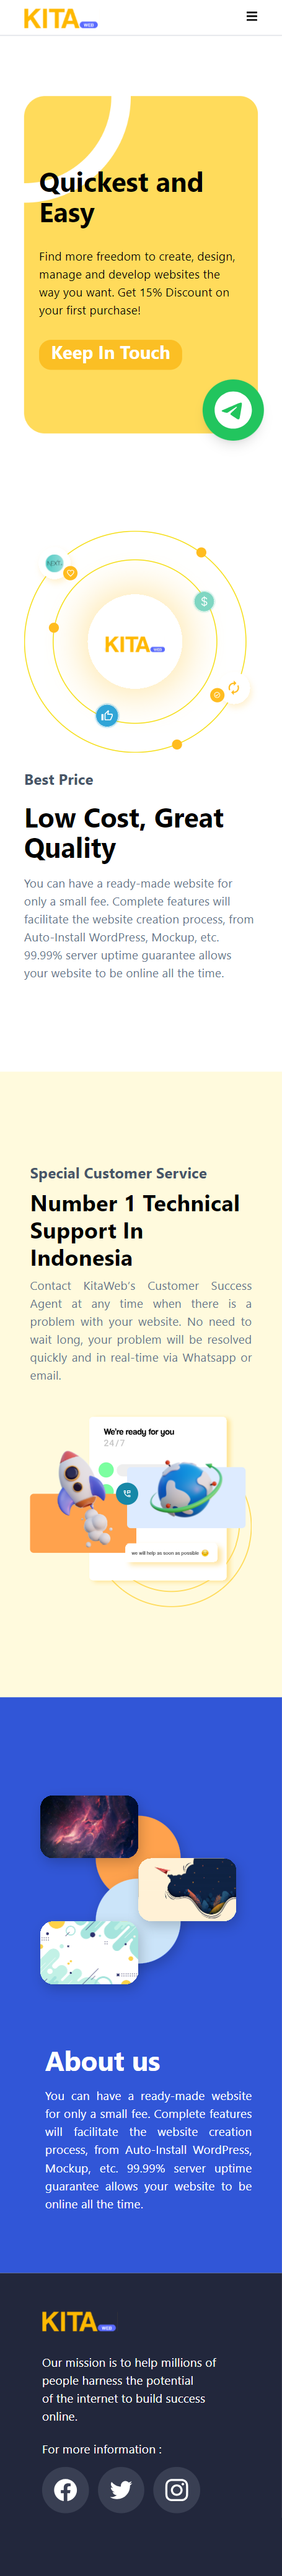 KITA WEB
Quickest and
Easy
Find more freedom to create, design,
manage and develop websites the
way you want. Get 15% Discount on
your first purchase!
Keep In Touch
NEXT.
$
KITA WEB
Best Price
Low Cost, Great
Quality
You can have a ready-made website for
only a small fee. Complete features will
facilitate the website creation process, from
Auto-Install WordPress, Mockup, etc.
99.99% server uptime guarantee allows
your website to be online all the time.
Special Customer Service
Number 1 Technical
Support In
Indonesia
Contact KitaWeb's Customer Success
Agent at any time when there is a
problem with your website. No need to
wait long, your problem will be resolved
quickly and in real-time via Whatsapp or
email.
We're ready for you
24/7
we will help as soon as possible
About us
You can have a ready-made website
for only a small fee. Complete features
will facilitate the website creation
process, from Auto-Install WordPress,
Mockup, etc. 99.99% server uptime
guarantee allows your website to be
online all the time.
KITA WEB
Our mission is to help millions of
people harness the potential
of the internet to build success
online.
For more information :